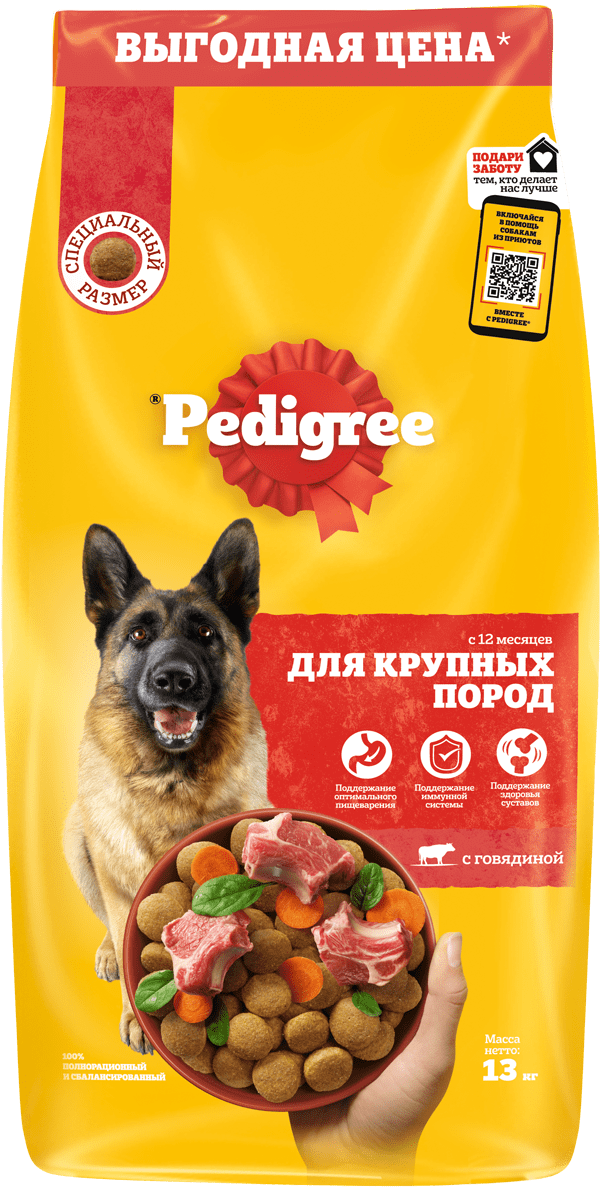 ВЫГОДНАЯ ЦЕНА*
СПЕЦИАЛЬНЫЙ
РАЗМЕР
ПОДАРИ
ЗАБОТУ
тем, кто делает
нас лучше
ВКЛЮЧАЙСЯ
В ПОМОЩЬ
СОБАКАМ
ИЗ ПРИЮТОВ
ВМЕСТЕ
С PEDIGREE®
® Pedigree
с 12 месяцев
ДЛЯ КРУПНЫХ
ПОРОД
Поддержание
оптимального
пищеварения
Поддержание
иммунной
системы
Поддержание
здоровья
суставов
с говядиной
100%
ПОЛНОРАЦИОННЫЙ
И СБАЛАНСИРОВАННЫЙ
Масса
нетто:
13 кг